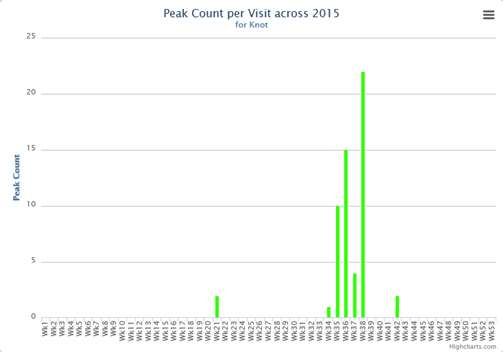 Peak Count per Visit across 2015
for Knot
Peak Count
25
20
15
10
5
0
Wk1
Wk2
Wk3
Wk4
Wk5
Wk6
Wk7
Wk8
Wk9
Wk10
Wk11
Wk12
Wk13
Wk14
Wk15
Wk16
Wk17
Wk18
Wk19
Wk20
Wk21
Wk22
Wk23
Wk24
Wk25
Wk26
Wk27
Wk28
Wk29
Wk30
Wk31
Wk32
Wk33
Wk34
Wk35
Wk36
Wk37
Wk38
Wk39
Wk40
Wk41
Wk42
Wk43
Wk44
Wk45
Wk46
Wk47
Wk48
Wk49
Wk50
Wk51
Wk52
Wk53
Highcharts.com